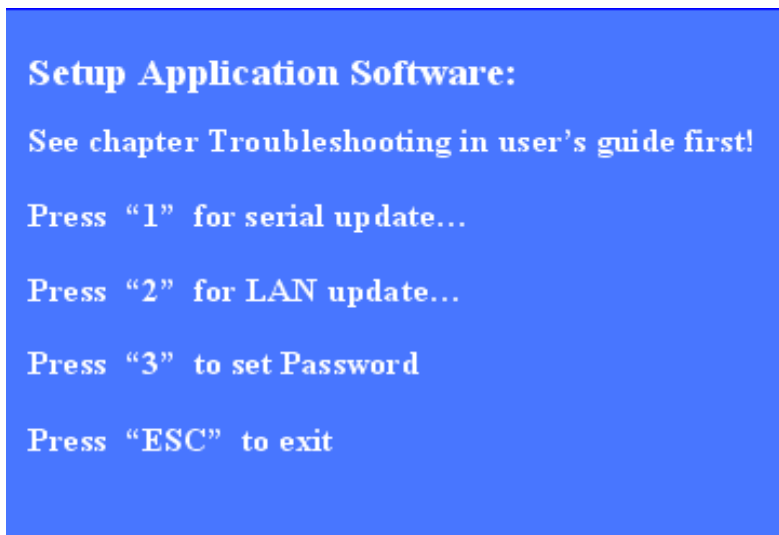 Setup Application Software:
See chapter Troubleshooting in user’s guide first!
Press “1” for serial update...
Press “2” for LAN update...
Press “3” to set Password
Press “ESC” to exit